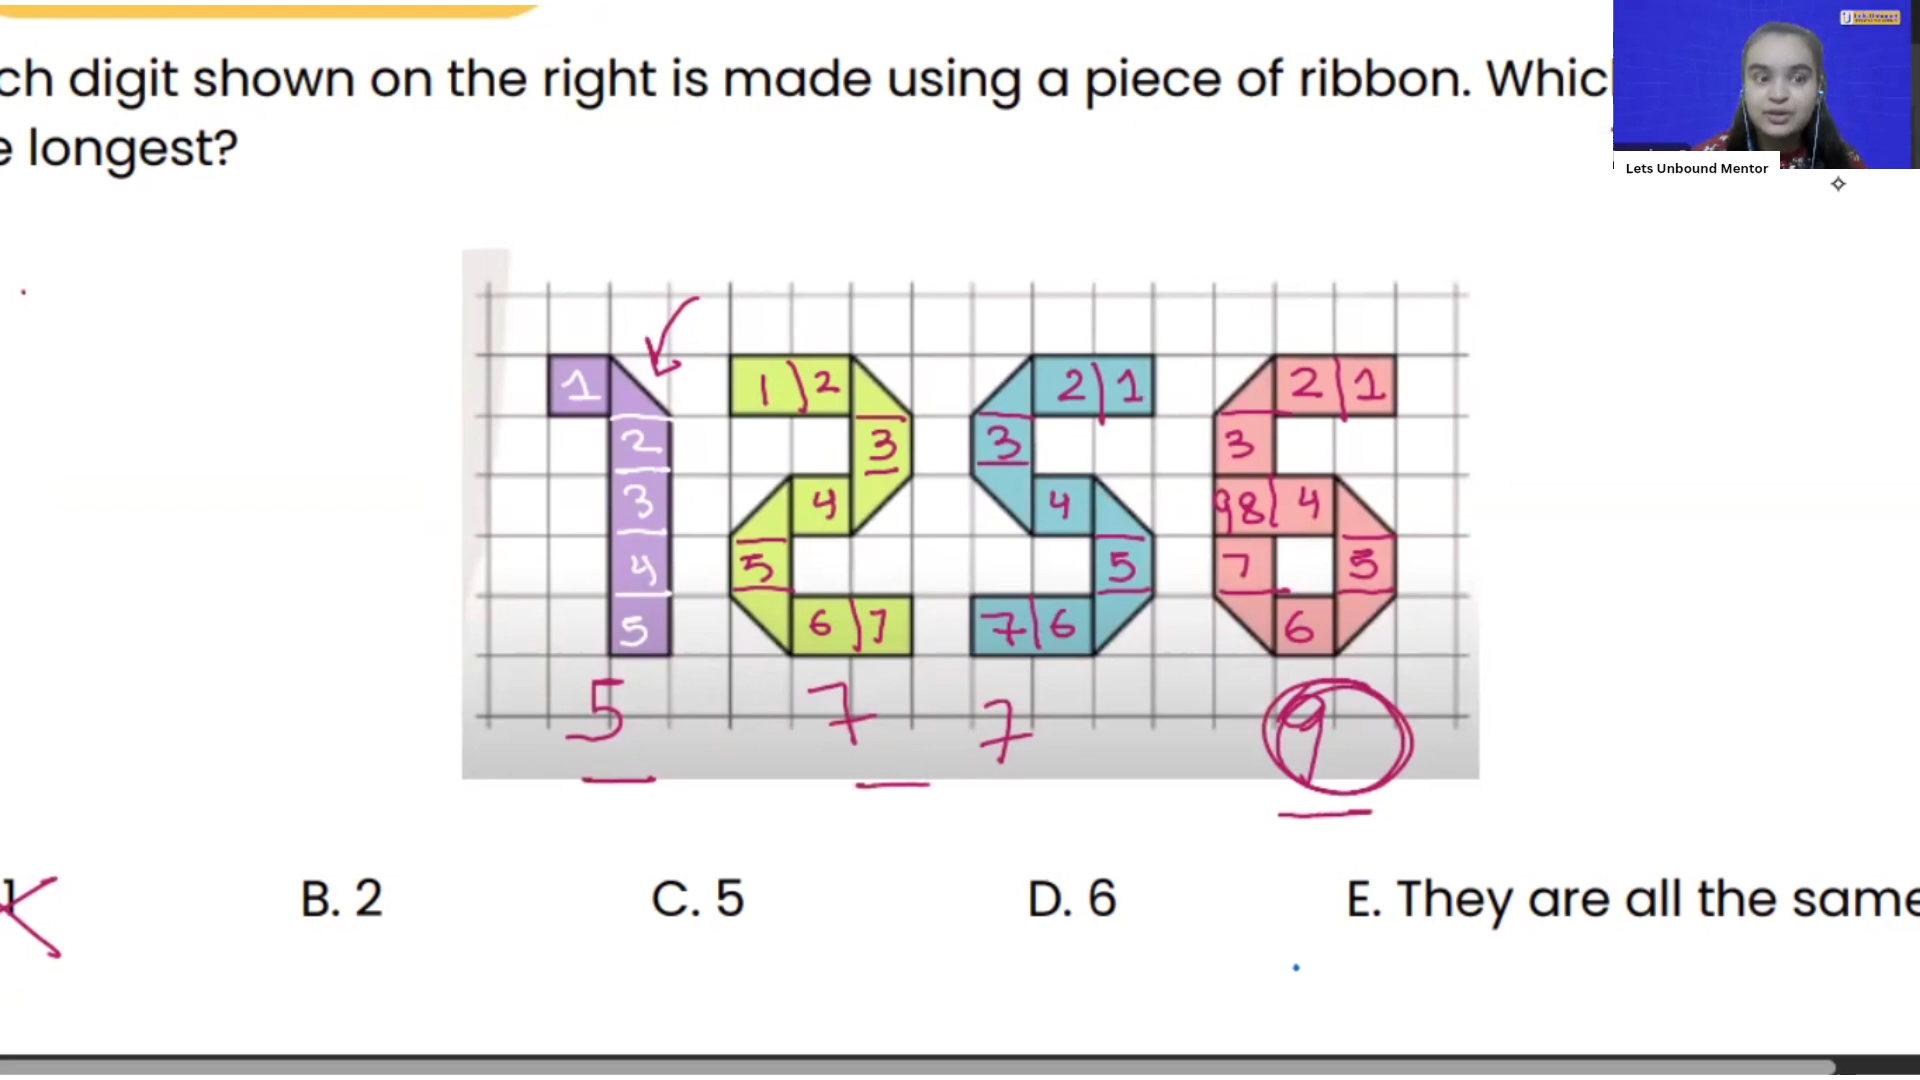 ch digit shown on the right is made using a piece of ribbon. Whic
e longest?
Lets Unbound Mentor
1 1 2 2 1 2 1
2 3 3 3
3 4 4 98 4
4 5 5 7 5
5 6 7 7 6 6
5 7 7 9
1 B. 2 C. 5 D. 6 E. They are all the same